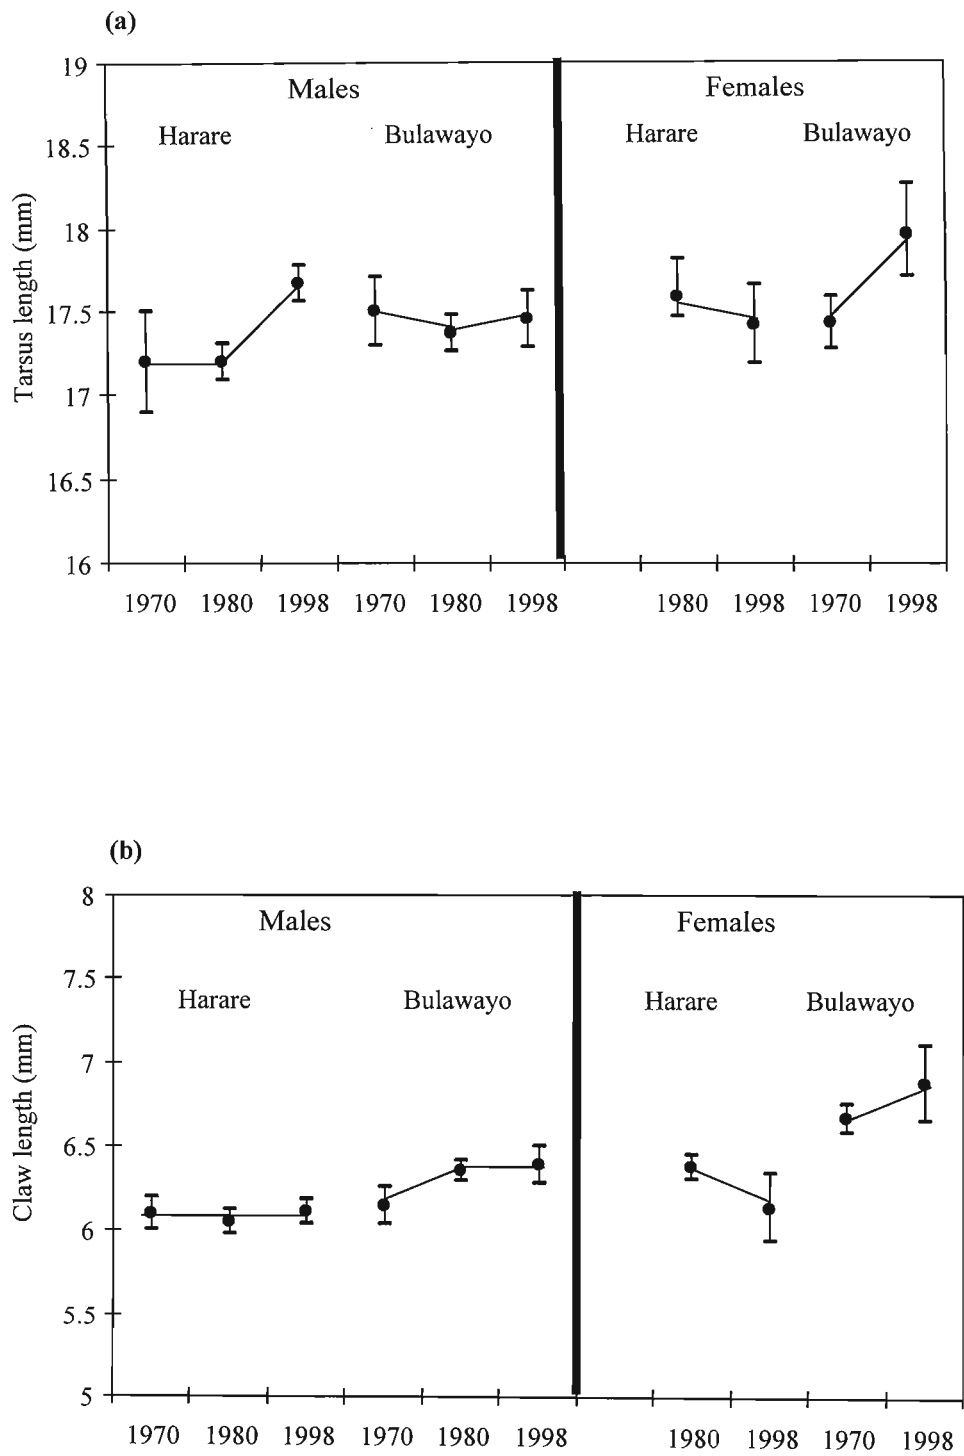 (a)
19
Males
Females
Harare
Bulawayo
Harare
Bulawayo
18.5
18
17.5
17
16.5
16
Tarsus length (mm)
1970 1980 1998 1970 1980 1998 1980 1998 1970 1998
(b)
8
Males
Females
7.5
Harare
Bulawayo
Harare
Bulawayo
7
6.5
6
5.5
5
Claw length (mm)
1970 1980 1998 1970 1980 1998 1980 1998 1970 1998